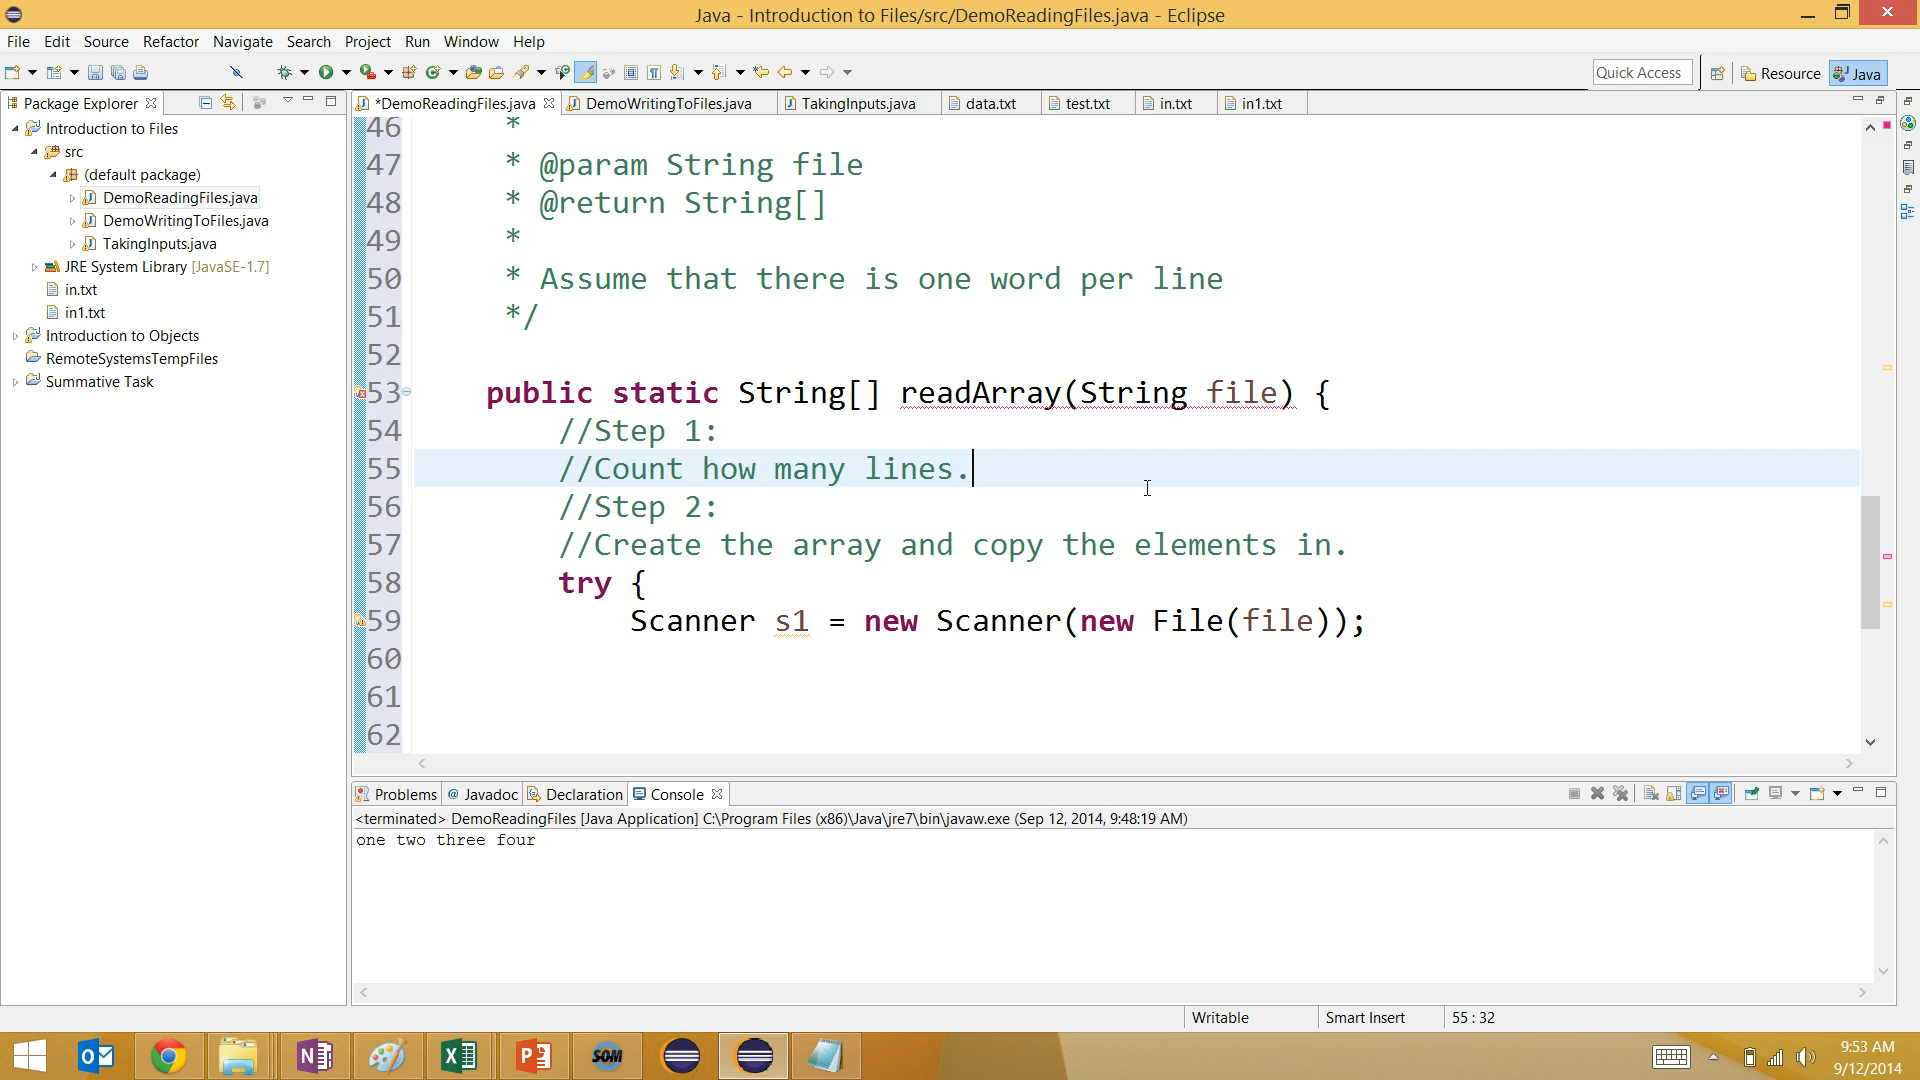 Java - Introduction to Files/src/DemoReadingFiles.java - Eclipse
File Edit Source Refactor Navigate Search Project Run Window Help
Quick Access Resource Java
Package Explorer
*DemoReadingFiles.java DemoWritingToFiles.java TakingInputs.java data.txt test.txt in.txt in1.txt
Introduction to Files
src
(default package)
DemoReadingFiles.java
DemoWritingToFiles.java
TakingInputs.java
JRE System Library [JavaSE-1.7]
in.txt
in1.txt
Introduction to Objects
RemoteSystemsTempFiles
Summative Task
46 *
47 * @param String file
48 * @return String[]
49 *
50 * Assume that there is one word per line
51 */
52
53 public static String[] readArray(String file) {
54 //Step 1:
55 //Count how many lines.
56 //Step 2:
57 //Create the array and copy the elements in.
58 try {
59 Scanner s1 = new Scanner(new File(file));
60
61
62
Problems Javadoc Declaration Console
<terminated> DemoReadingFiles [Java Application] C:\Program Files (x86)\Java\jre7\bin\javaw.exe (Sep 12, 2014, 9:48:19 AM)
one two three four
Writable Smart Insert 55 : 32
SOM
9:53 AM
9/12/2014